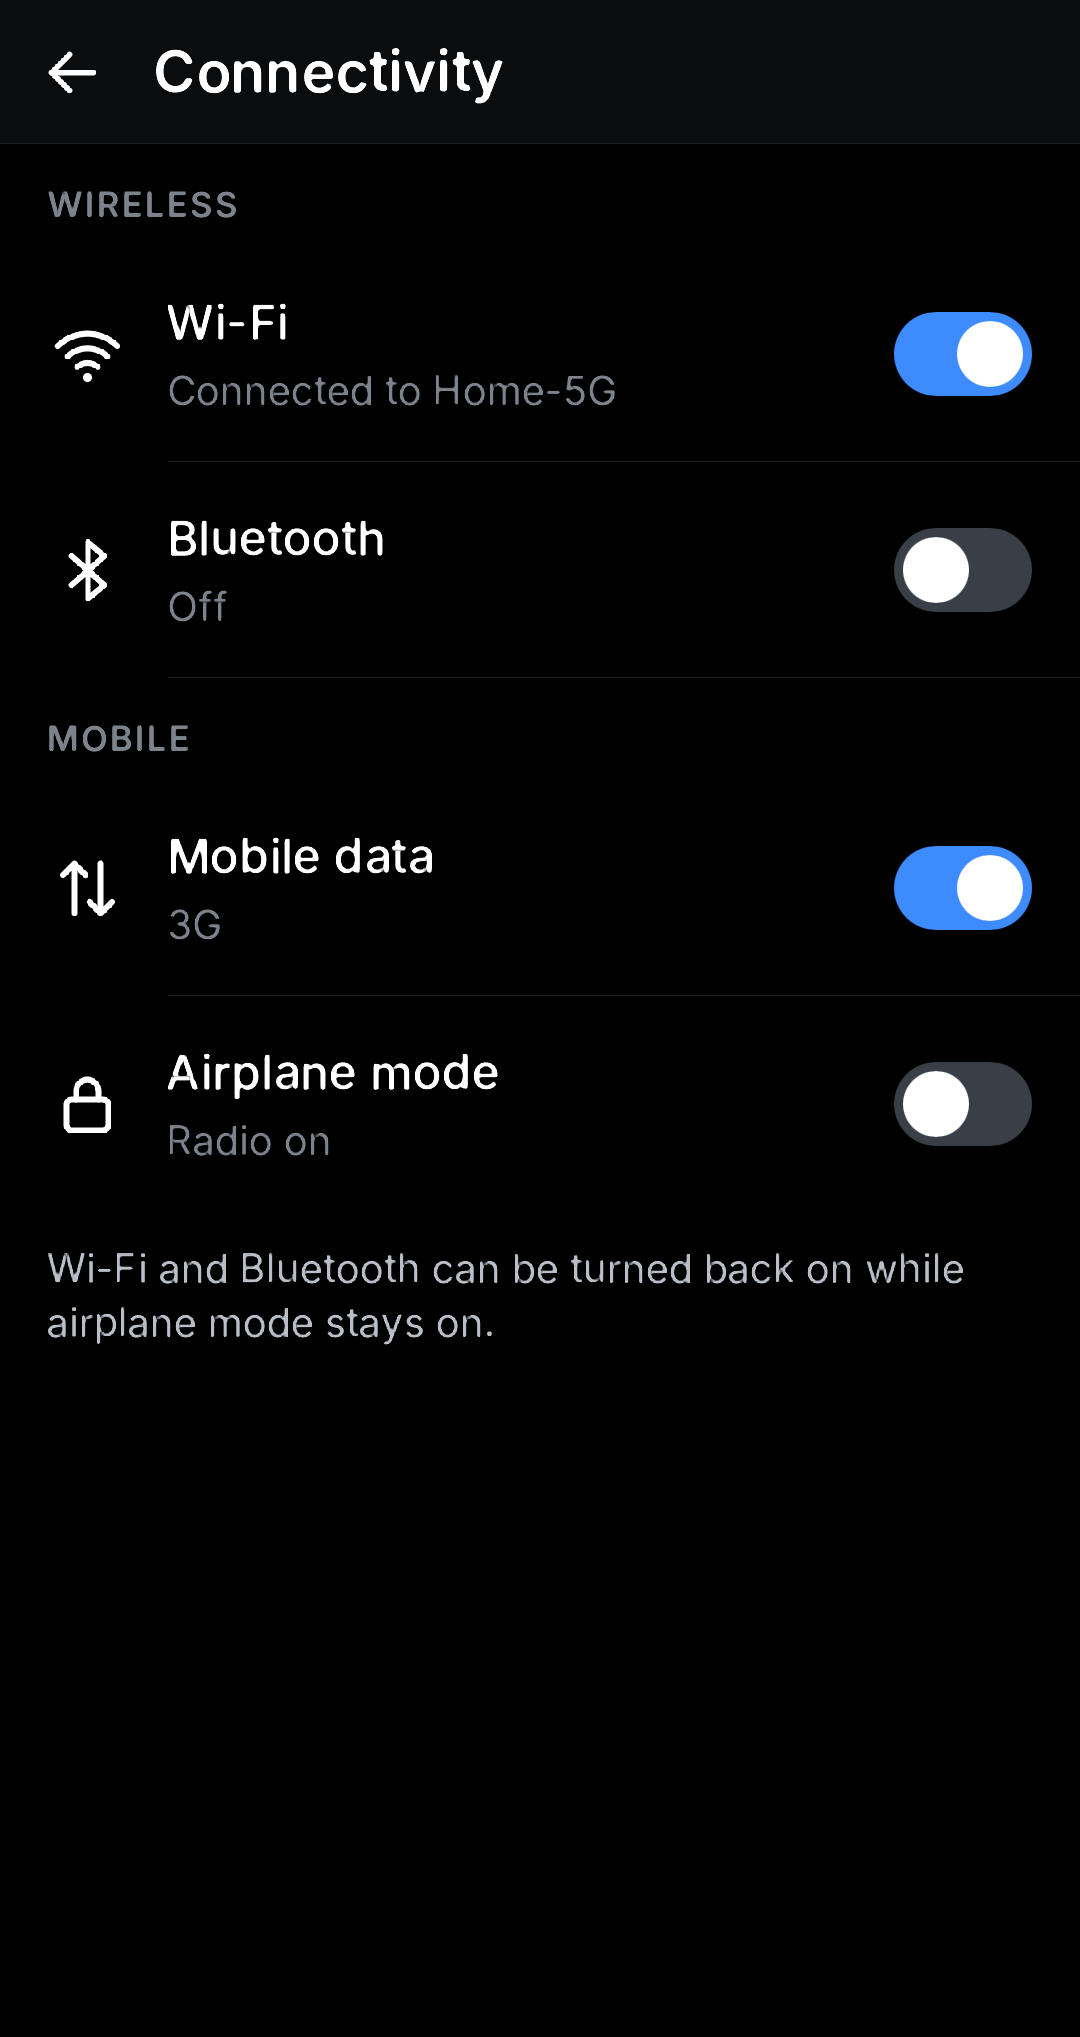 Connectivity
WIRELESS
Wi-Fi
Connected to Home-5G
Bluetooth
Off
MOBILE
Mobile data
3G
Airplane mode
Radio on
Wi-Fi and Bluetooth can be turned back on while
airplane mode stays on.